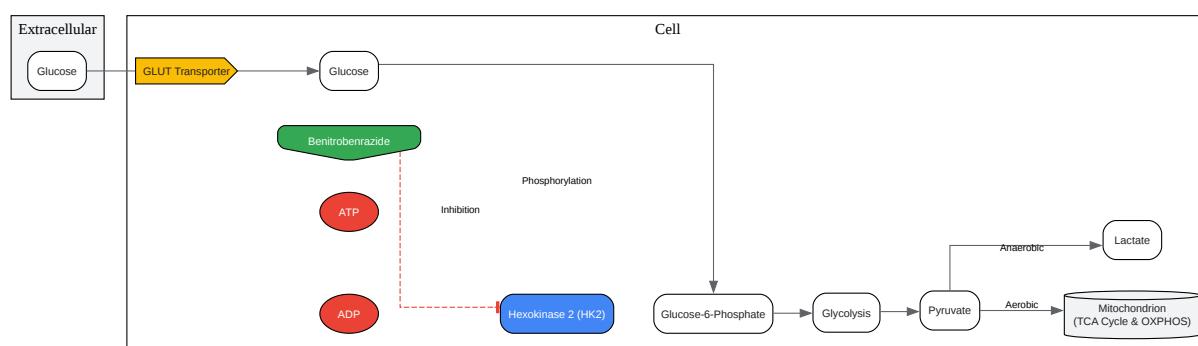 Extracellular
Cell
Glucose
GLUT Transporter
Glucose
Benitrobenrazide
Phosphorylation
ATP
Inhibition
Lactate
Anaerobic
ADP
Hexokinase 2 (HK2)
Glucose-6-Phosphate
Glycolysis
Pyruvate
Aerobic
Mitochondrion
(TCA Cycle & OXPHOS)